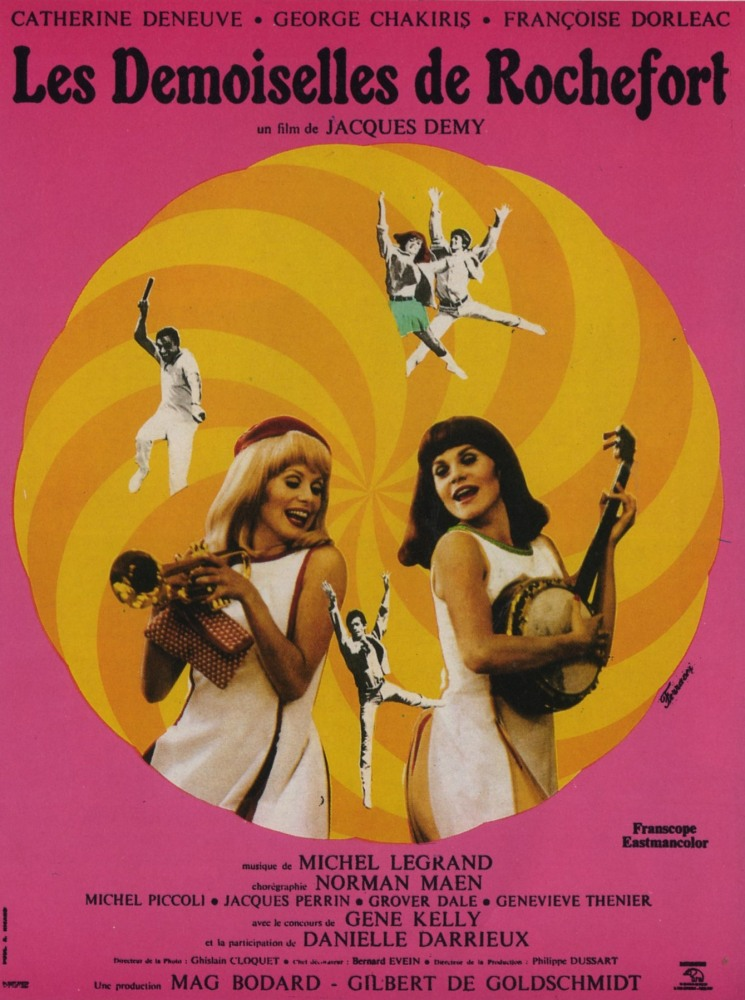 CATHERINE DENEUVE • GEORGE CHAKIRIS • FRANÇOISE DORLEAC
Les Demoiselles de Rochefort
un film de JACQUES DEMY
Ferracci
Franscope
Eastmancolor
musique de MICHEL LEGRAND
chorégraphie NORMAN MAEN
MICHEL PICCOLI • JACQUES PERRIN • GROVER DALE • GENEVIEVE THENIER
avec le concours de GENE KELLY
et la participation de DANIELLE DARRIEUX
Directeur de la Photo : Ghislain CLOQUET • Chef décorateur : Bernard EVEIN • Directeur de la Production : Philippe DUSSART
Une production MAG BODARD - GILBERT DE GOLDSCHMIDT